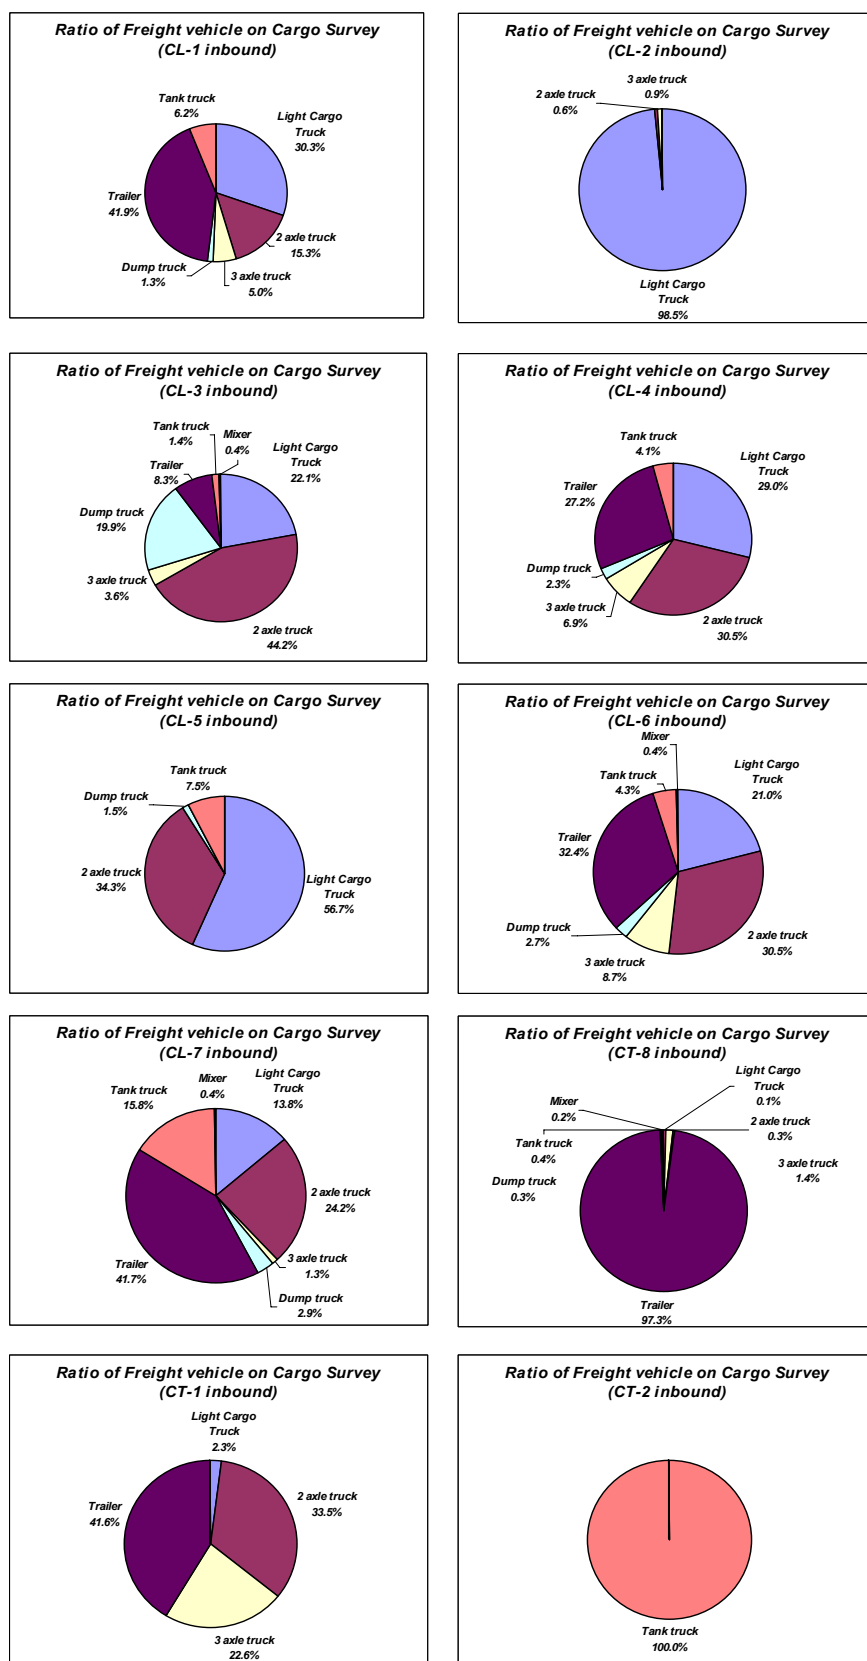 Ratio of Freight vehicle on Cargo Survey
(CL-1 inbound)
Tank truck
6.2%
Light Cargo
Truck
30.3%
Trailer
41.9%
2 axle truck
15.3%
Dump truck
1.3%
3 axle truck
5.0%
Ratio of Freight vehicle on Cargo Survey
(CL-2 inbound)
3 axle truck
0.9%
2 axle truck
0.6%
Light Cargo
Truck
98.5%
Ratio of Freight vehicle on Cargo Survey
(CL-3 inbound)
Tank truck
1.4%
Mixer
0.4%
Light Cargo
Truck
22.1%
Trailer
8.3%
Dump truck
19.9%
3 axle truck
3.6%
2 axle truck
44.2%
Ratio of Freight vehicle on Cargo Survey
(CL-4 inbound)
Tank truck
4.1%
Light Cargo
Truck
29.0%
Trailer
27.2%
Dump truck
2.3%
3 axle truck
6.9%
2 axle truck
30.5%
Ratio of Freight vehicle on Cargo Survey
(CL-5 inbound)
Tank truck
7.5%
Dump truck
1.5%
2 axle truck
34.3%
Light Cargo
Truck
56.7%
Ratio of Freight vehicle on Cargo Survey
(CL-6 inbound)
Mixer
0.4%
Light Cargo
Truck
21.0%
Tank truck
4.3%
Trailer
32.4%
Dump truck
2.7%
2 axle truck
30.5%
3 axle truck
8.7%
Ratio of Freight vehicle on Cargo Survey
(CL-7 inbound)
Mixer
0.4%
Light Cargo
Truck
13.8%
Tank truck
15.8%
2 axle truck
24.2%
3 axle truck
1.3%
Trailer
41.7%
Dump truck
2.9%
Ratio of Freight vehicle on Cargo Survey
(CT-8 inbound)
Light Cargo
Truck
0.1%
Mixer
0.2%
2 axle truck
0.3%
Tank truck
0.4%
3 axle truck
1.4%
Dump truck
0.3%
Trailer
97.3%
Ratio of Freight vehicle on Cargo Survey
(CT-1 inbound)
Light Cargo
Truck
2.3%
2 axle truck
33.5%
Trailer
41.6%
3 axle truck
22.6%
Ratio of Freight vehicle on Cargo Survey
(CT-2 inbound)
Tank truck
100.0%